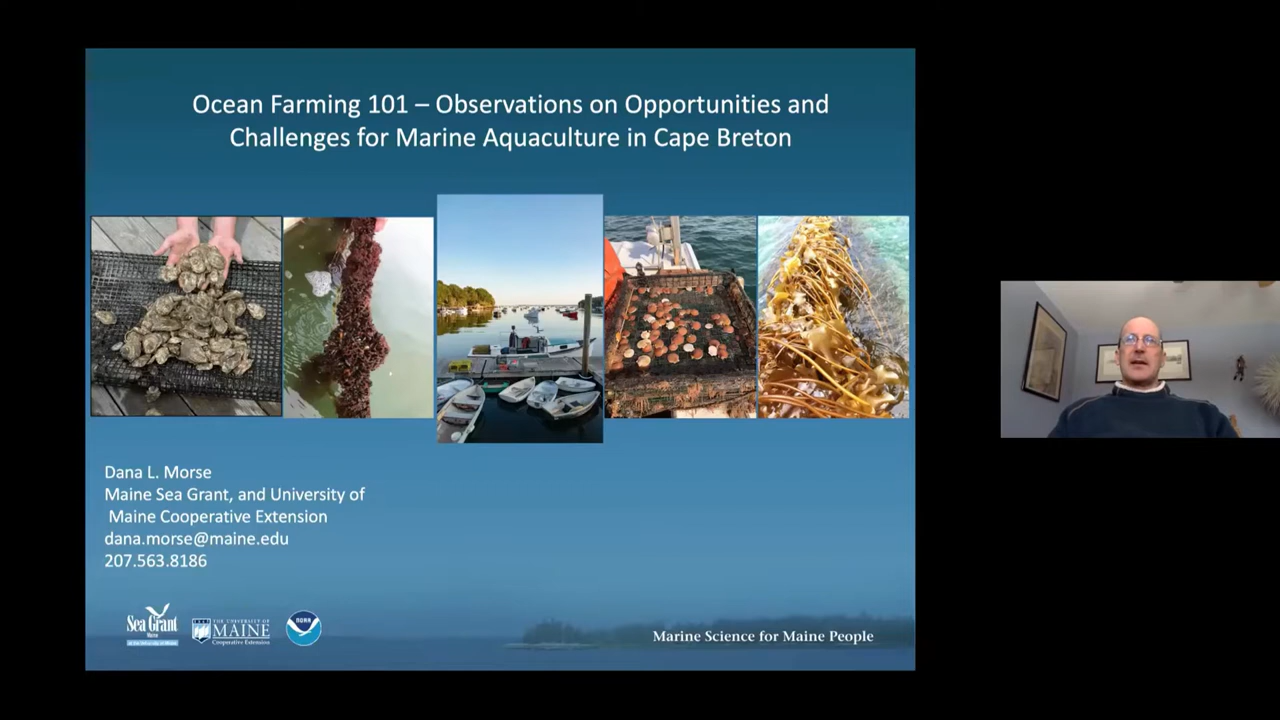 Ocean Farming 101 – Observations on Opportunities and
Challenges for Marine Aquaculture in Cape Breton
Dana L. Morse
Maine Sea Grant, and University of
Maine Cooperative Extension
dana.morse@maine.edu
207.563.8186
Sea Grant
Maine
THE UNIVERSITY OF
MAINE
Cooperative Extension
NOAA
Marine Science for Maine People